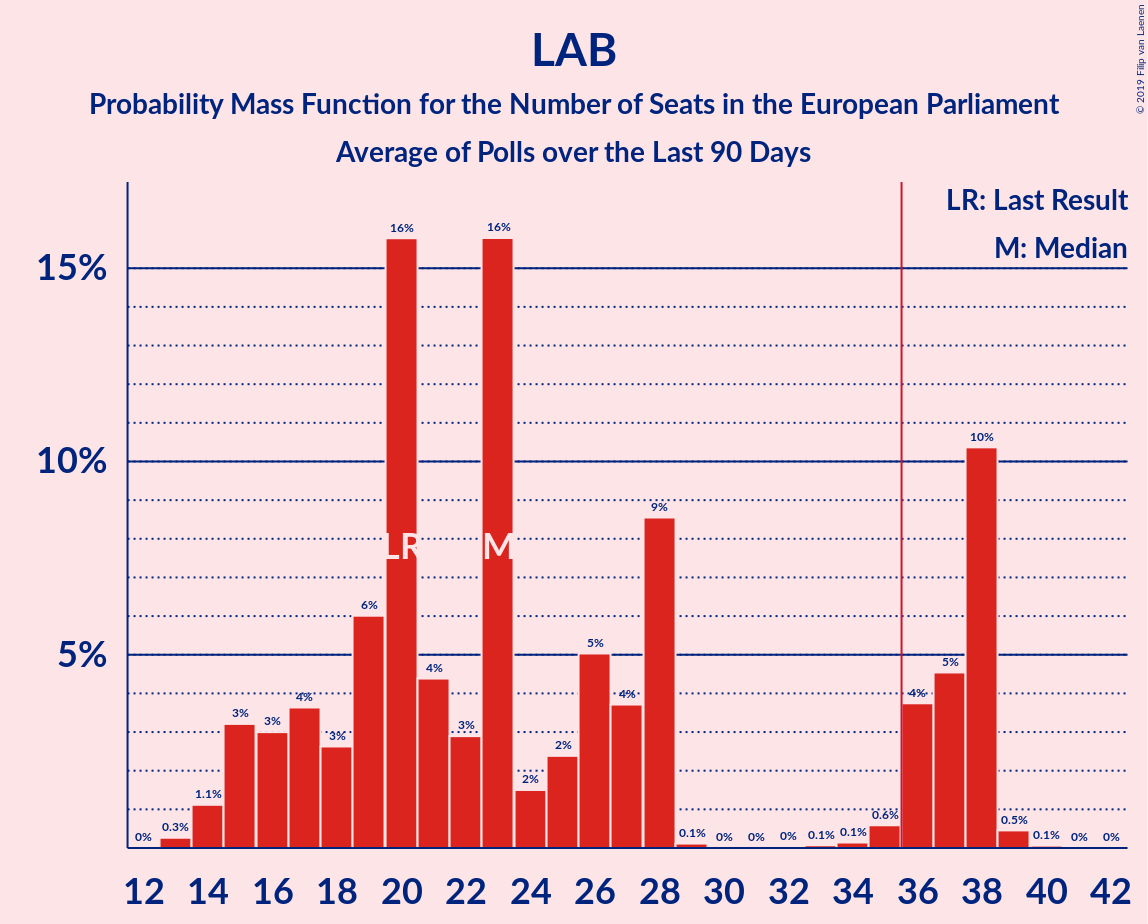 LAB
Probability Mass Function for the Number of Seats in the European Parliament
Average of Polls over the Last 90 Days
© 2019 Filip van Laenen
LR: Last Result
M: Median
15%
10%
5%
0% 0.3% 1.1% 3% 3% 4% 3% 6% 16% 4% 3% 16% 2% 2% 5% 4% 9% 0.1% 0% 0% 0% 0.1% 0.1% 0.6% 4% 5% 10% 0.5% 0.1% 0% 0%
LR M
12 14 16 18 20 22 24 26 28 30 32 34 36 38 40 42